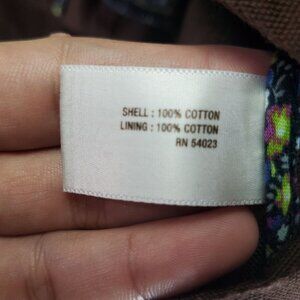 SHELL : 100% COTTON
LINING : 100% COTTON
RN 54023